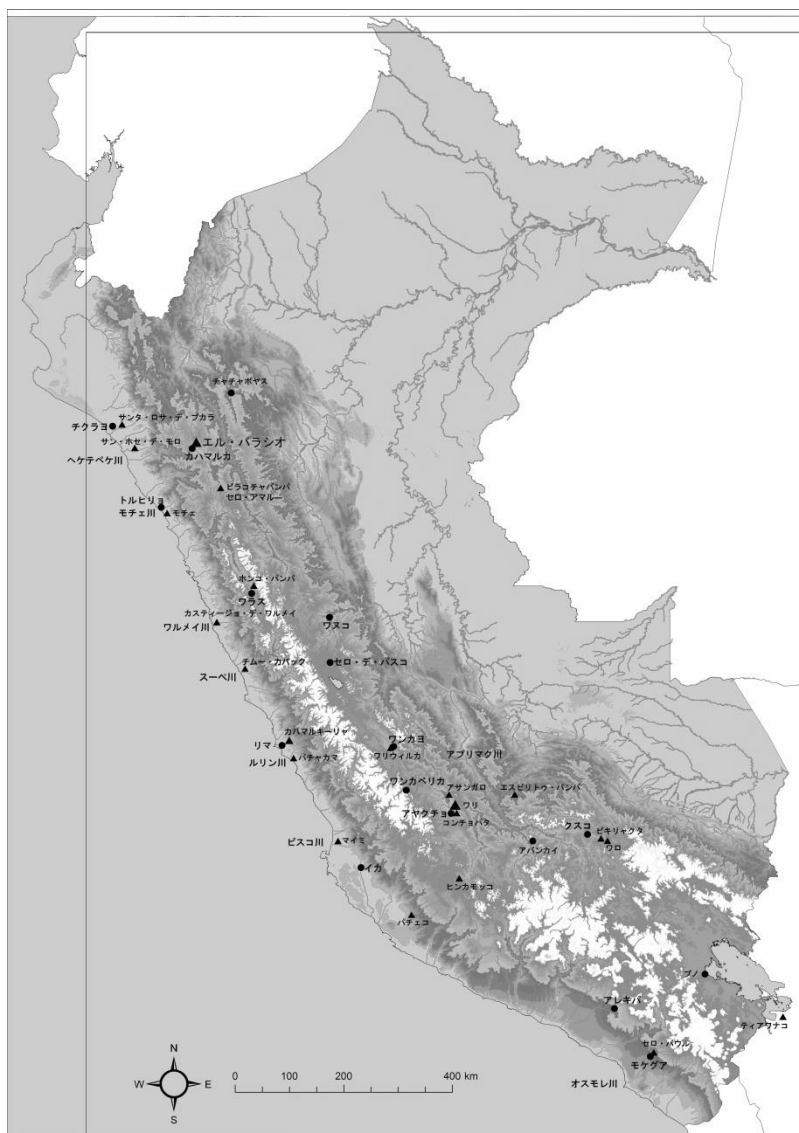 チャチャポヤス
サンタ・ロサ・デ・プカラ
チクラヨ
エル・パラシオ
サン・ホセ・デ・モロ
カハマルカ
ヘケテペケ川
ビラコチャパンパ
セロ・アマルー
トルヒリョ
モチェ川
モチェ
ホンコ・パンパ
ワラス
カスティージョ・デ・ワルメイ
ワヌコ
ワルメイ川
チムー・カパック
セロ・デ・パスコ
スーペ川
カハマルキーリャ
ワンカヨ
リマ
ワリウィルカ
アプリマク川
ルリン川
パチャカマ
ワンカベリカ
アサンガロ
エスピリトゥ・パンパ
ワリ
アヤクチョ
コンチョパタ
クスコ
ピキリャクタ
ピスコ川
マイミ
アバンカイ
ワロ
イカ
ヒンカモッコ
パチェコ
プノ
アレキパ
ティアワナコ
セロ・バウル
モケグア
オスモレ川
N
W
E
S
0
100
200
400 km